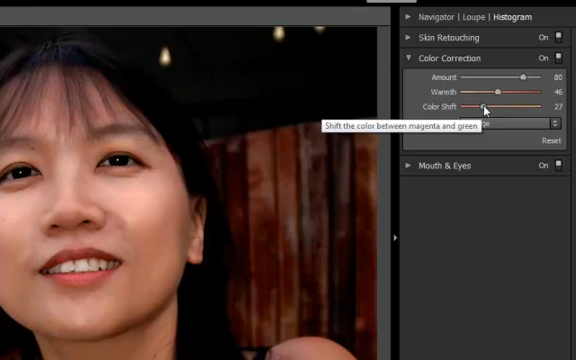 Navigator | Loupe | Histogram
Skin Retouching On
Color Correction On
Amount 80
Warmth 46
Color Shift 27
Shift the color between magenta and green
Reset
Mouth & Eyes On